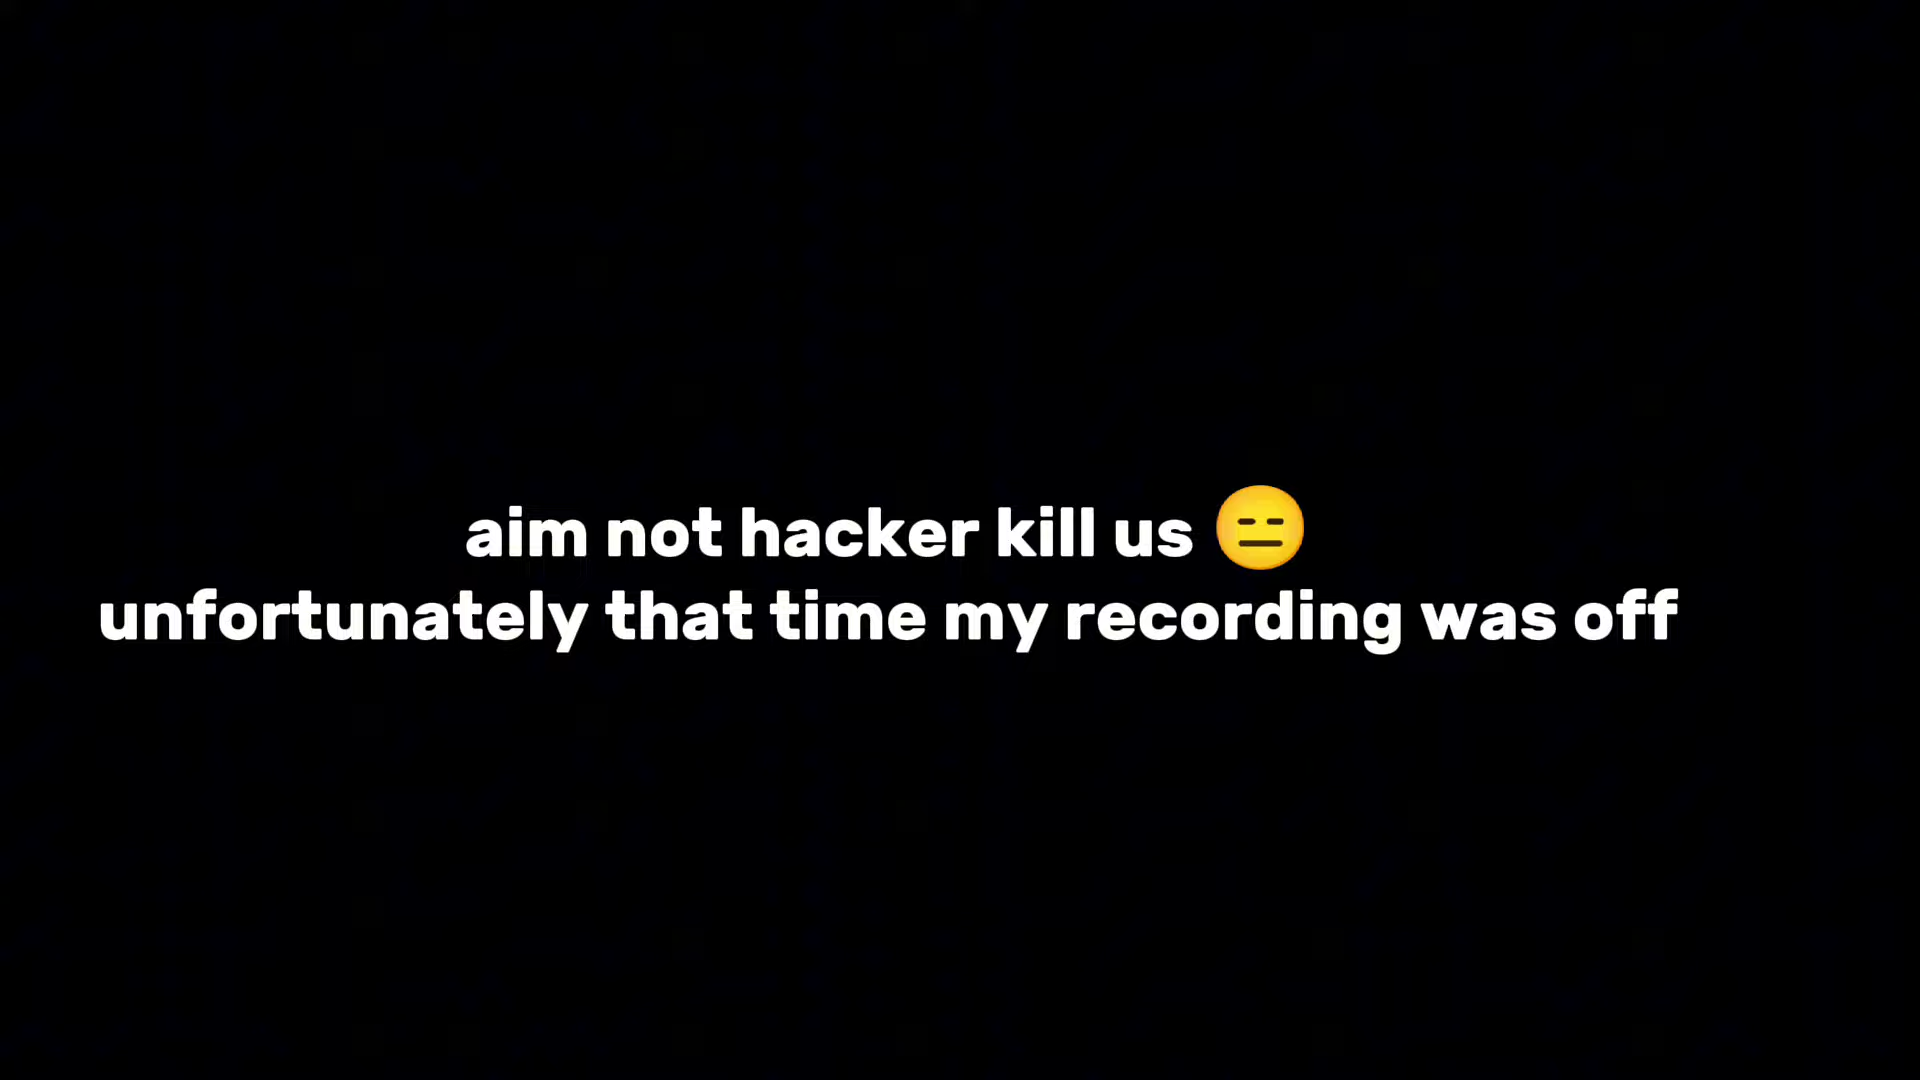 aim not hacker kill us 😑
unfortunately that time my recording was off